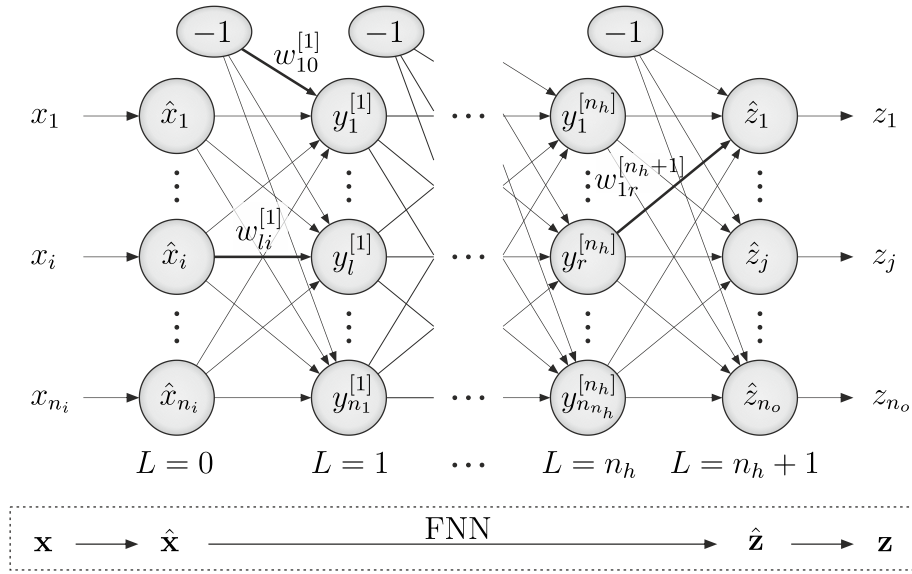 −1 −1 −1
w_{10}^{[1]}
x_1 x̂_1 y_1^{[1]} ⋯ y_1^{[n_h]} ẑ_1 z_1
⋮ ⋮ ⋮ w_{1r}^{[n_h+1]} ⋮
w_{li}^{[1]}
x_i x̂_i y_l^{[1]} y_r^{[n_h]} ẑ_j z_j
⋮ ⋮ ⋮ ⋮
x_{n_i} x̂_{n_i} y_{n_1}^{[1]} ⋯ y_{n_{n_h}}^{[n_h]} ẑ_{n_o} z_{n_o}
L = 0 L = 1 ⋯ L = n_h L = n_h + 1
FNN
x x̂ ẑ z